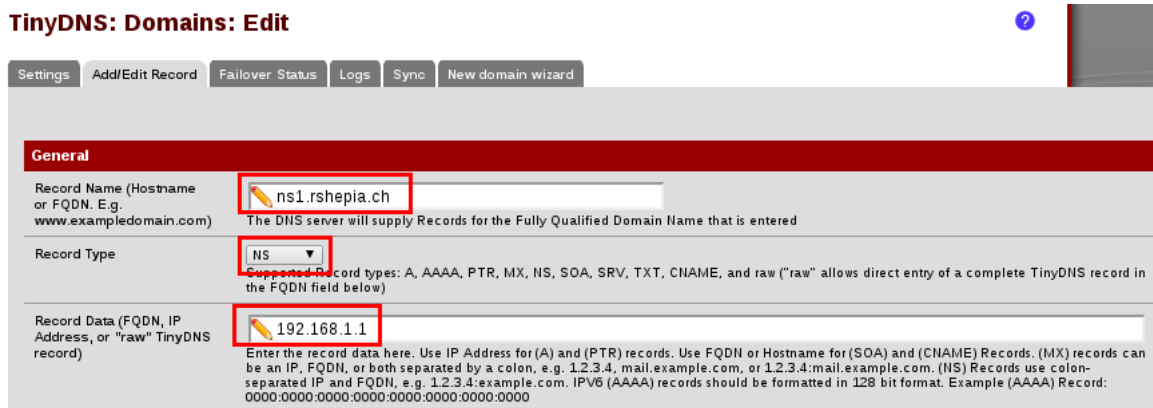 TinyDNS: Domains: Edit
?
Settings Add/Edit Record Failover Status Logs Sync New domain wizard
General
Record Name (Hostname
or FQDN. E.g.
www.exampledomain.com)
ns1.rshepia.ch
The DNS server will supply Records for the Fully Qualified Domain Name that is entered
Record Type
NS
Supported Record types: A, AAAA, PTR, MX, NS, SOA, SRV, TXT, CNAME, and raw ("raw" allows direct entry of a complete TinyDNS record in
the FQDN field below)
Record Data (FQDN, IP
Address, or "raw" TinyDNS
record)
192.168.1.1
Enter the record data here. Use IP Address for (A) and (PTR) records. Use FQDN or Hostname for (SOA) and (CNAME) Records. (MX) records can
be an IP, FQDN, or both separated by a colon, e.g. 1.2.3.4, mail.example.com, or 1.2.3.4:mail.example.com. (NS) Records use colon-
separated IP and FQDN, e.g. 1.2.3.4:example.com. IPV6 (AAAA) records should be formatted in 128 bit format. Example (AAAA) Record:
0000:0000:0000:0000:0000:0000:0000:0000